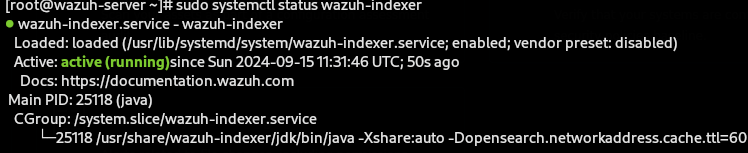 [root@wazuh-server ~]# sudo systemctl status wazuh-indexer
● wazuh-indexer.service - wazuh-indexer
Loaded: loaded (/usr/lib/systemd/system/wazuh-indexer.service; enabled; vendor preset: disabled)
Active: active (running)since Sun 2024-09-15 11:31:46 UTC; 50s ago
Docs: https://documentation.wazuh.com
Main PID: 25118 (java)
CGroup: /system.slice/wazuh-indexer.service
└─25118 /usr/share/wazuh-indexer/jdk/bin/java -Xshare:auto -Dopensearch.networkaddress.cache.ttl=60